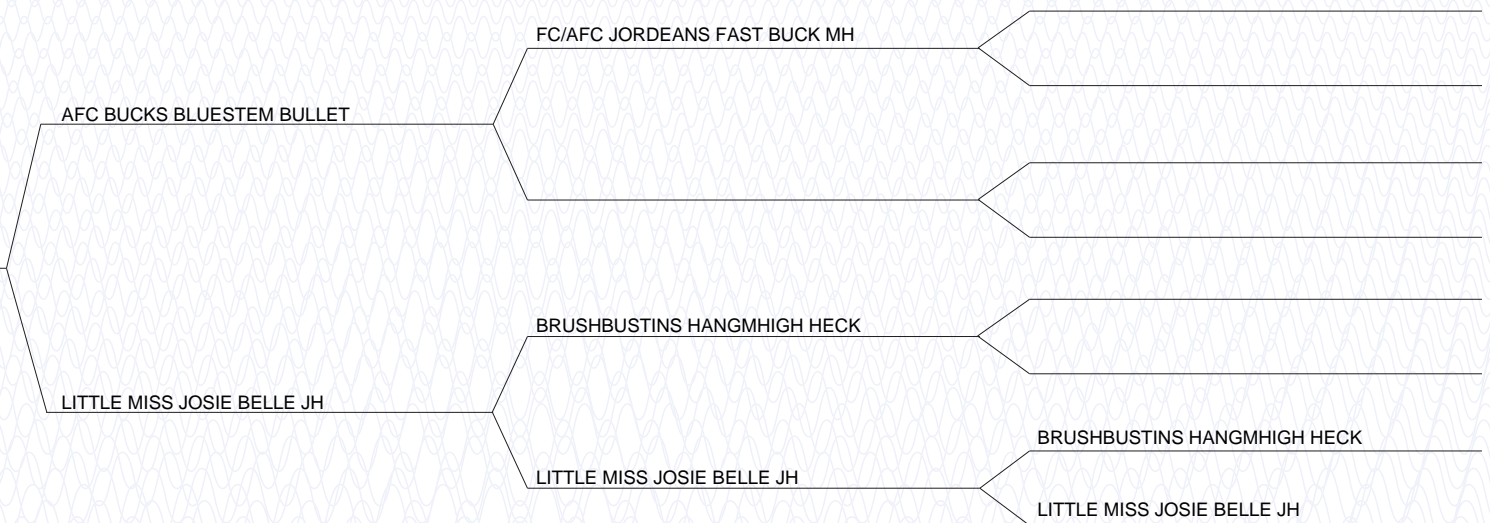 FC/AFC JORDEANS FAST BUCK MH
AFC BUCKS BLUESTEM BULLET
BRUSHBUSTINS HANGMHIGH HECK
LITTLE MISS JOSIE BELLE JH
BRUSHBUSTINS HANGMHIGH HECK
LITTLE MISS JOSIE BELLE JH
LITTLE MISS JOSIE BELLE JH